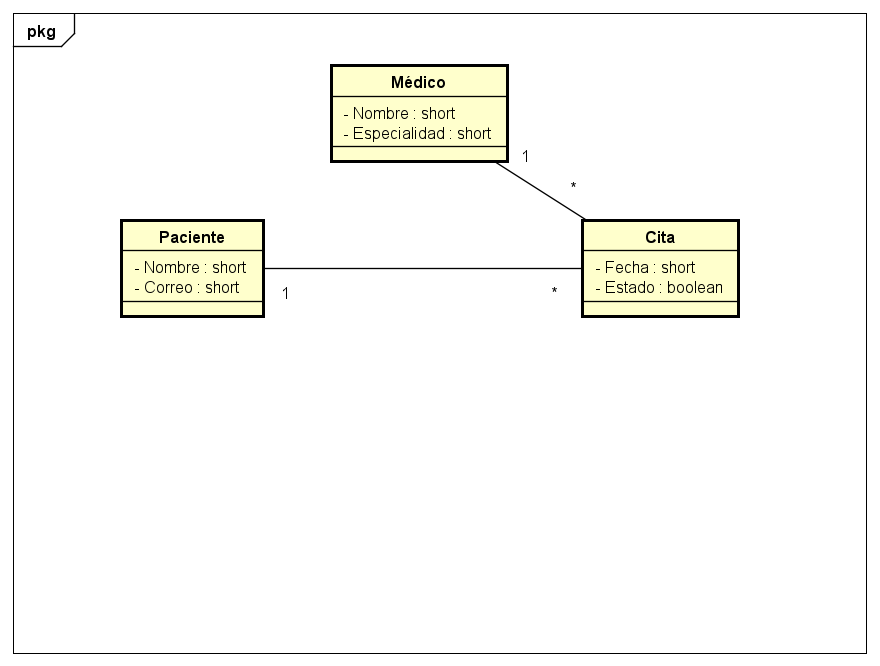 pkg
Médico
- Nombre : short
- Especialidad : short
1
*
Paciente
- Nombre : short
- Correo : short
1
*
Cita
- Fecha : short
- Estado : boolean